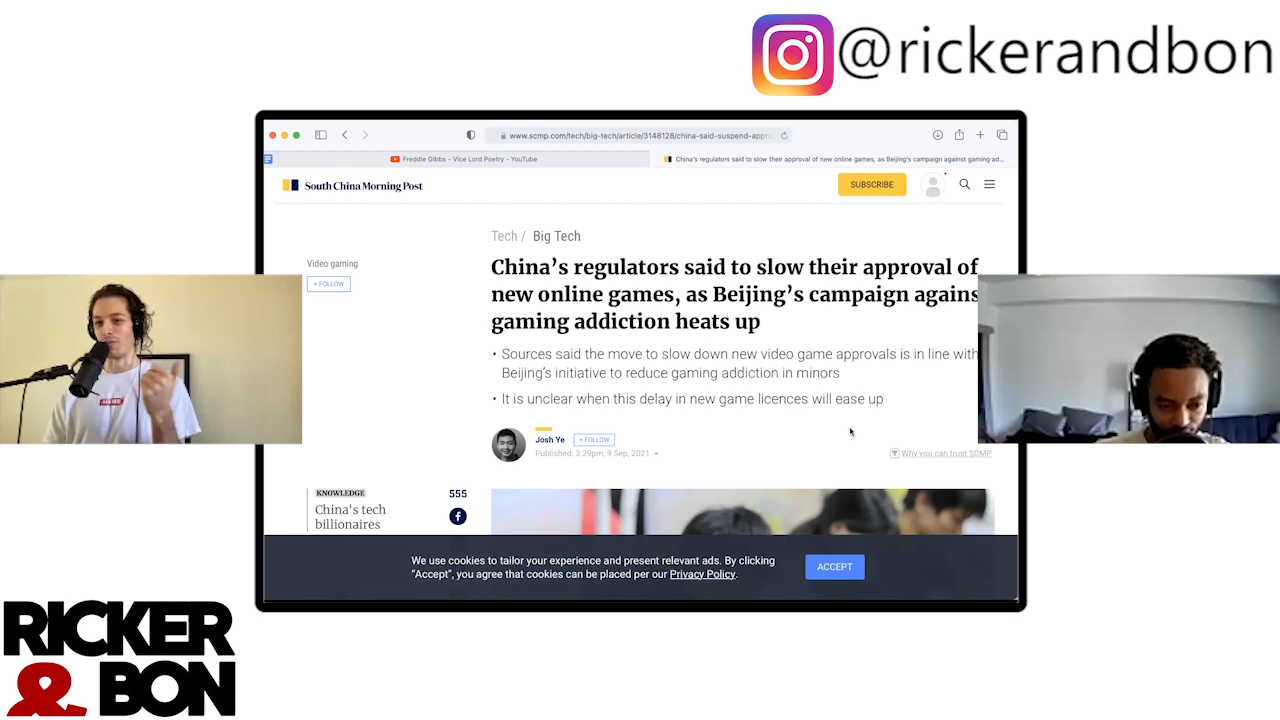 @rickerandbon
www.scmp.com/tech/big-tech/article/3148128/china-said-suspend-appro
Freddie Gibbs - Vice Lord Poetry - YouTube
China's regulators said to slow their approval of new online games, as Beijing's campaign against gaming ad...
South China Morning Post
SUBSCRIBE
Tech / Big Tech
Video gaming
+ FOLLOW
China’s regulators said to slow their approval of
new online games, as Beijing’s campaign agains
gaming addiction heats up
• Sources said the move to slow down new video game approvals is in line with
Beijing’s initiative to reduce gaming addiction in minors
• It is unclear when this delay in new game licences will ease up
Josh Ye + FOLLOW
Published: 3:29pm, 9 Sep, 2021
Why you can trust SCMP
KNOWLEDGE
555
China's tech
billionaires
We use cookies to tailor your experience and present relevant ads. By clicking
“Accept”, you agree that cookies can be placed per our Privacy Policy.
ACCEPT
RICKER
& BON